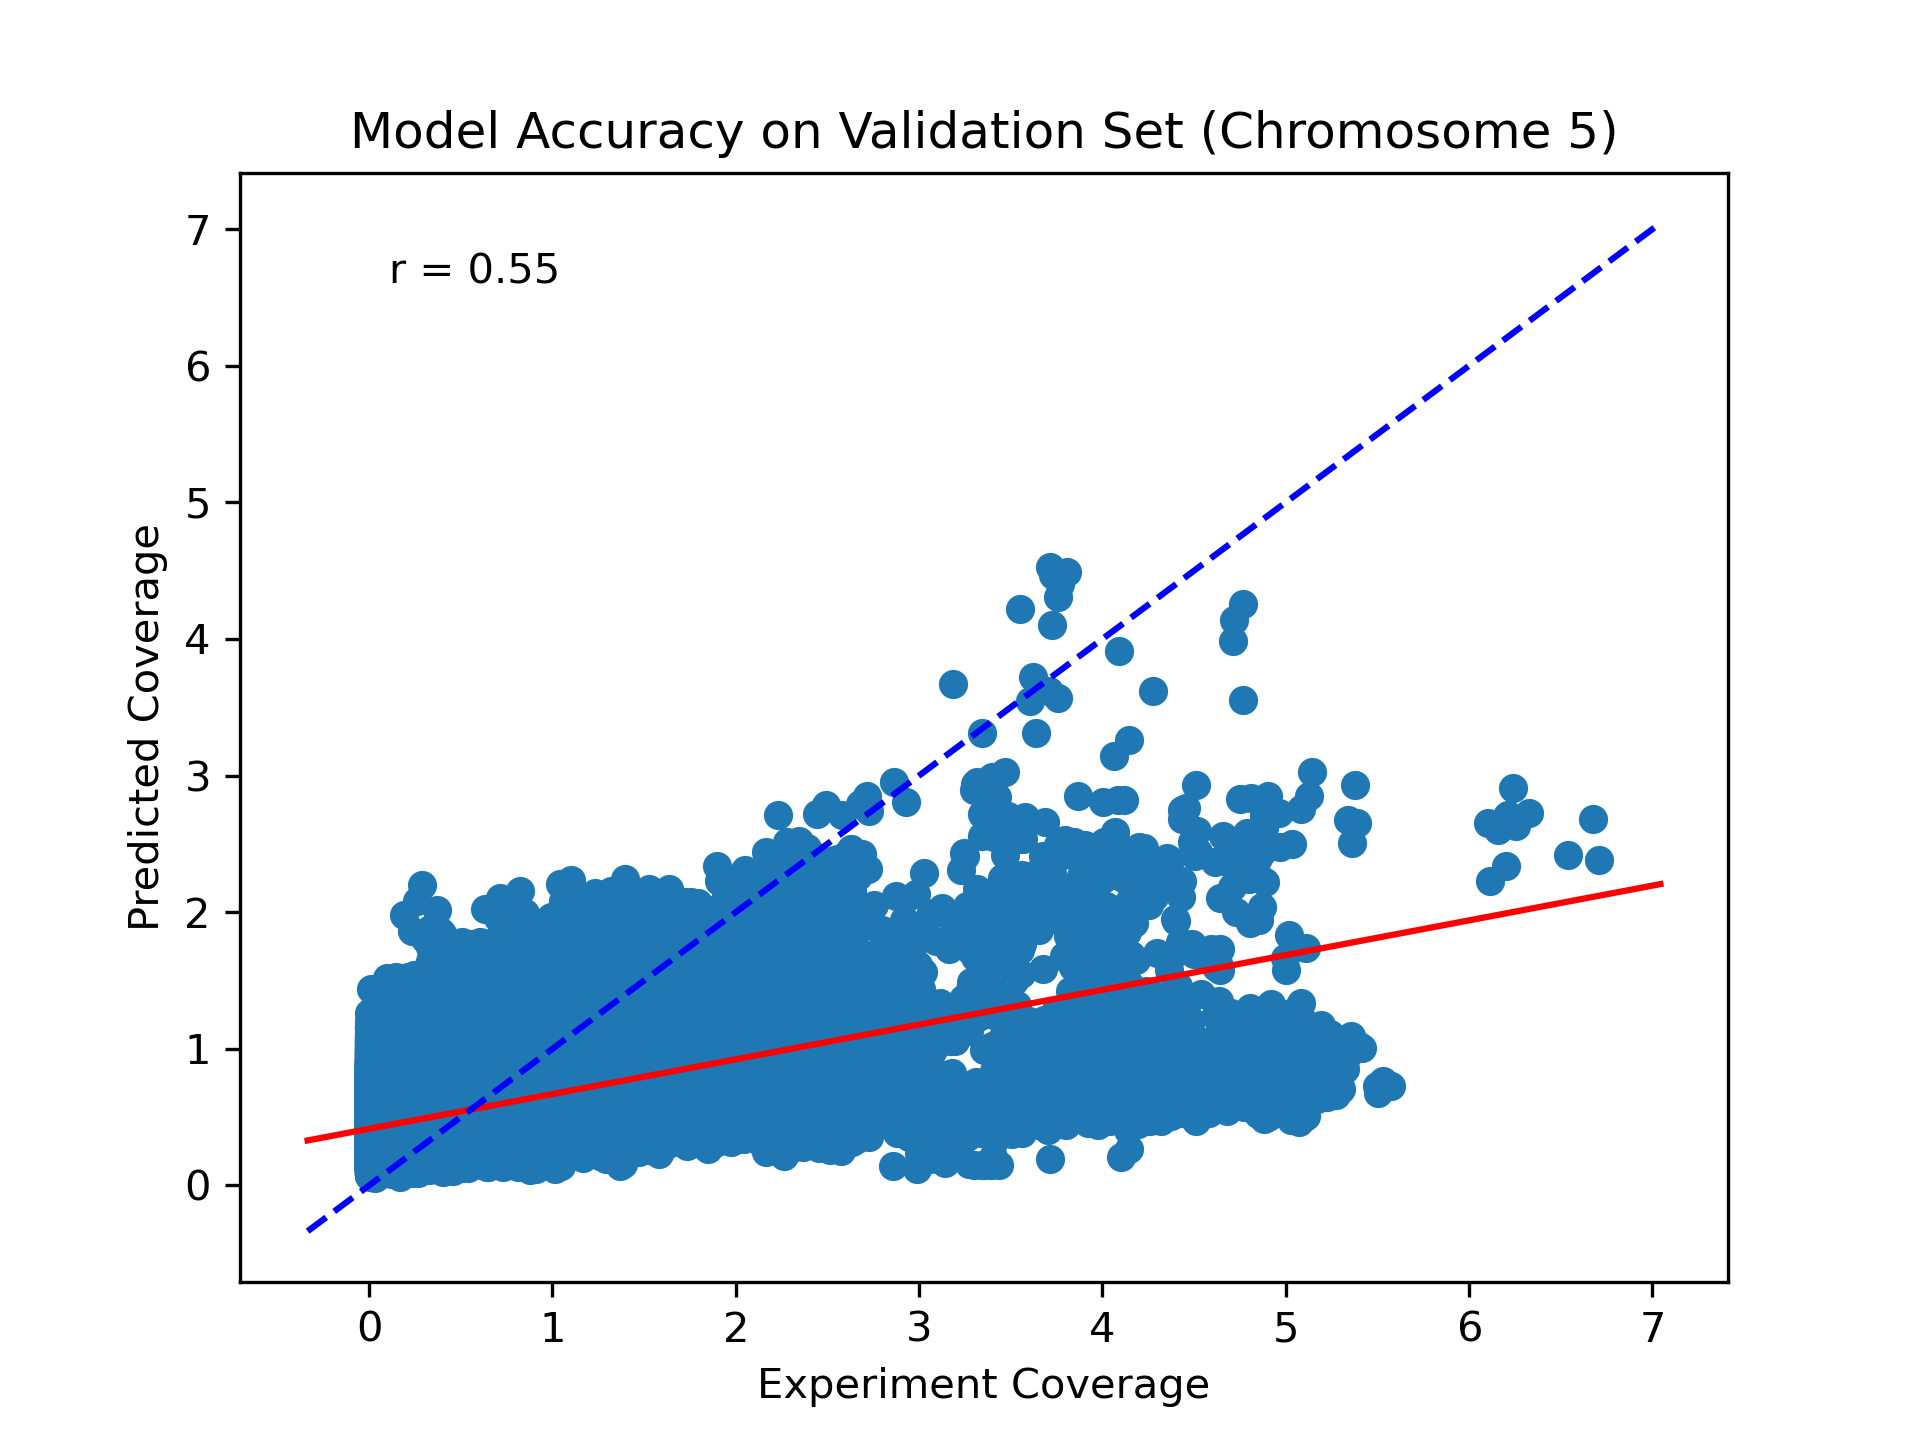 Model Accuracy on Validation Set (Chromosome 5)
r = 0.55
7
6
5
4
3
2
1
0
Predicted Coverage
0 1 2 3 4 5 6 7
Experiment Coverage